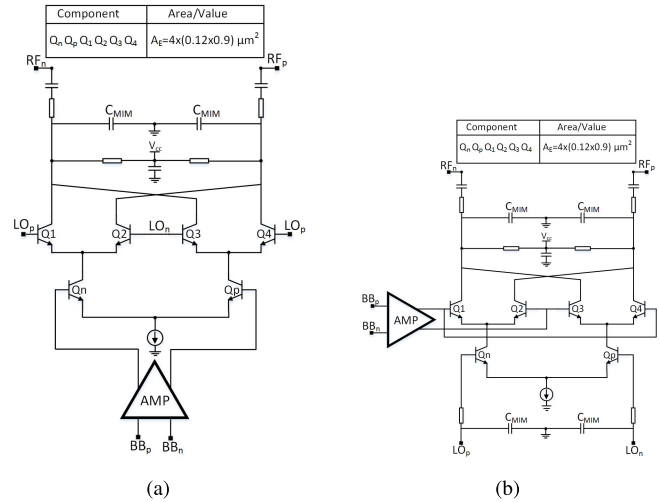 Component Area/Value
Qn Qp Q1 Q2 Q3 Q4 AE=4x(0.12x0.9) µm²
RFn RFp
CMIM CMIM
Vcc
LOp Q1 Q2 LOn Q3 Q4 LOp
Qn Qp
AMP
BBp BBn
(a)
Component Area/Value
Qn Qp Q1 Q2 Q3 Q4 AE=4x(0.12x0.9) µm²
RFn RFp
CMIM CMIM
Vcc
BBp AMP Q1 Q2 Q3 Q4
BBn
Qn Qp
CMIM CMIM
LOp LOn
(b)